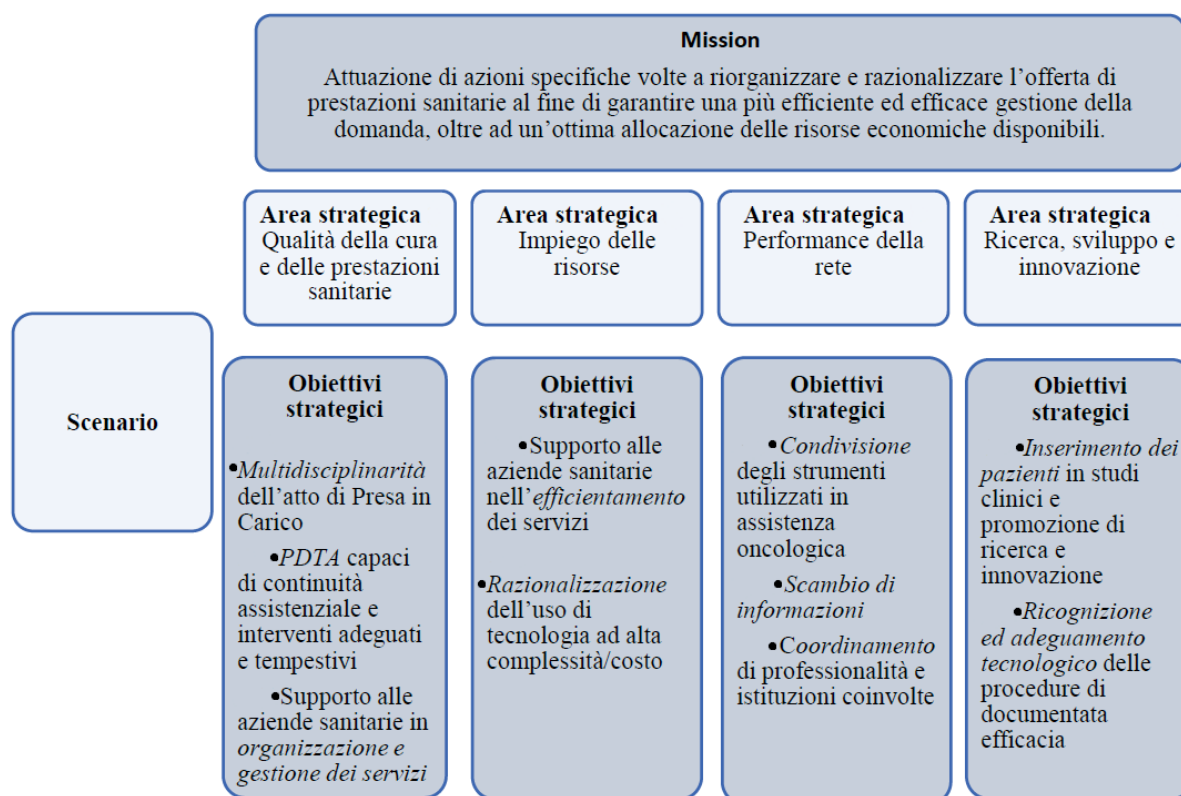 Mission
Attuazione di azioni specifiche volte a riorganizzare e razionalizzare l'offerta di
prestazioni sanitarie al fine di garantire una più efficiente ed efficace gestione della
domanda, oltre ad un'ottima allocazione delle risorse economiche disponibili.
Area strategica
Qualità della cura
e delle prestazioni
sanitarie
Area strategica
Impiego delle
risorse
Area strategica
Performance della
rete
Area strategica
Ricerca, sviluppo e
innovazione
Scenario
Obiettivi
strategici
•Multidisciplinarità
dell'atto di Presa in
Carico
•PDTA capaci
di continuità
assistenziale e
interventi adeguati
e tempestivi
•Supporto alle
aziende sanitarie in
organizzazione e
gestione dei servizi
Obiettivi
strategici
•Supporto alle
aziende sanitarie
nell'efficientamento
dei servizi
•Razionalizzazione
dell'uso di
tecnologia ad alta
complessità/costo
Obiettivi
strategici
•Condivisione
degli strumenti
utilizzati in
assistenza
oncologica
•Scambio di
informazioni
•Coordinamento
di professionalità e
istituzioni coinvolte
Obiettivi
strategici
•Inserimento dei
pazienti in studi
clinici e
promozione di
ricerca e
innovazione
•Ricognizione
ed adeguamento
tecnologico delle
procedure di
documentata
efficacia